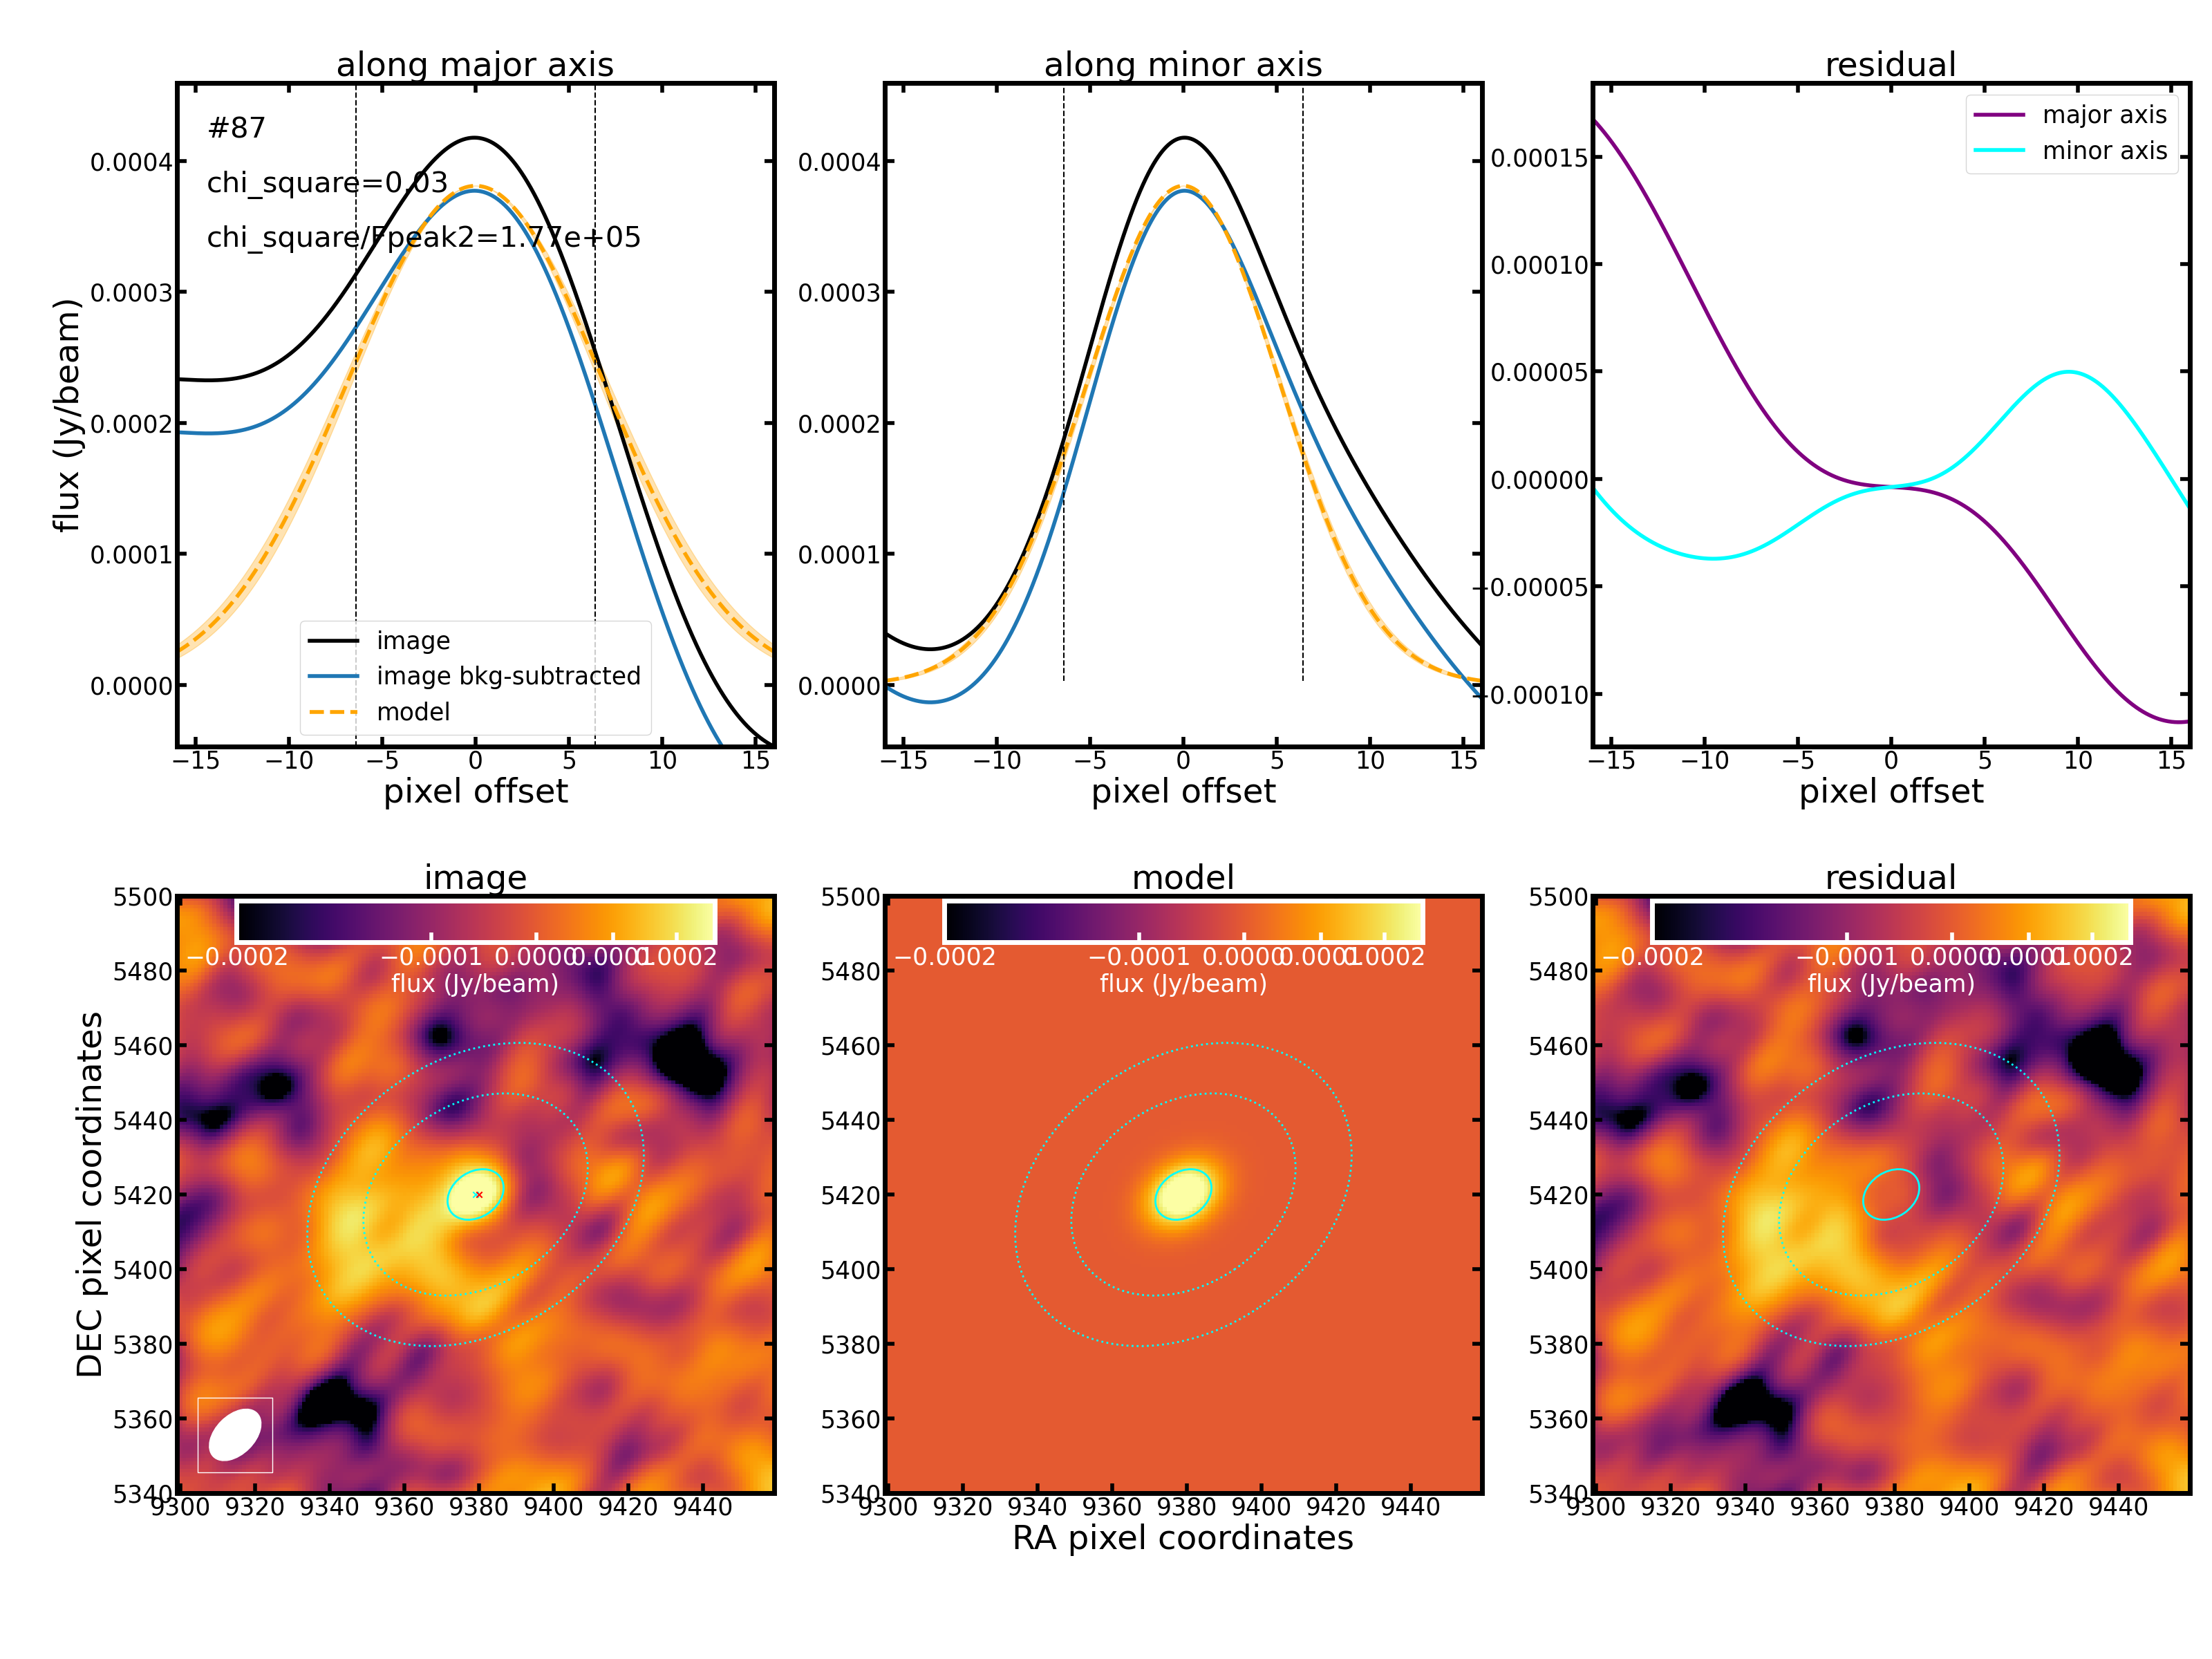 along major axis
along minor axis
residual
#87
chi_square=0.03
chi_square/Fpeak2=1.77e+05
flux (Jy/beam)
0.0004
0.0003
0.0002
0.0001
0.0000
image
image bkg-subtracted
model
−15 −10 −5 0 5 10 15
pixel offset
0.0004
0.0003
0.0002
0.0001
0.0000
−15 −10 −5 0 5 10 15
pixel offset
major axis
minor axis
0.00015
0.00010
0.00005
0.00000
−0.00005
−0.00010
−15 −10 −5 0 5 10 15
pixel offset
image
model
residual
DEC pixel coordinates
5500
5480
5460
5440
5420
5400
5380
5360
5340
−0.0002 −0.0001 0.0000 0.0001 0.0002
flux (Jy/beam)
9300 9320 9340 9360 9380 9400 9420 9440
5500
5480
5460
5440
5420
5400
5380
5360
5340
−0.0002 −0.0001 0.0000 0.0001 0.0002
flux (Jy/beam)
9300 9320 9340 9360 9380 9400 9420 9440
RA pixel coordinates
5500
5480
5460
5440
5420
5400
5380
5360
5340
−0.0002 −0.0001 0.0000 0.0001 0.0002
flux (Jy/beam)
9300 9320 9340 9360 9380 9400 9420 9440